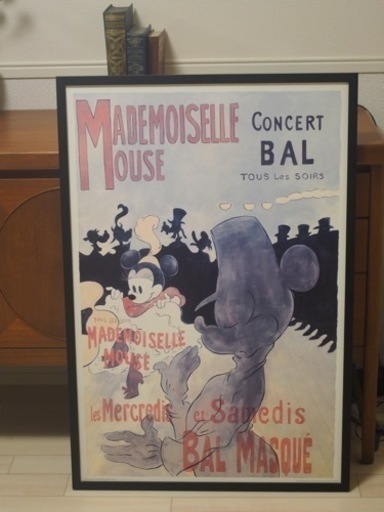 MADEMOISELLE
MOUSE
CONCERT
BAL
TOUS Les SOIRS
MADEMOISELLE
MOUSE
les Mercredis et Samedis
BAL MASQUÉ